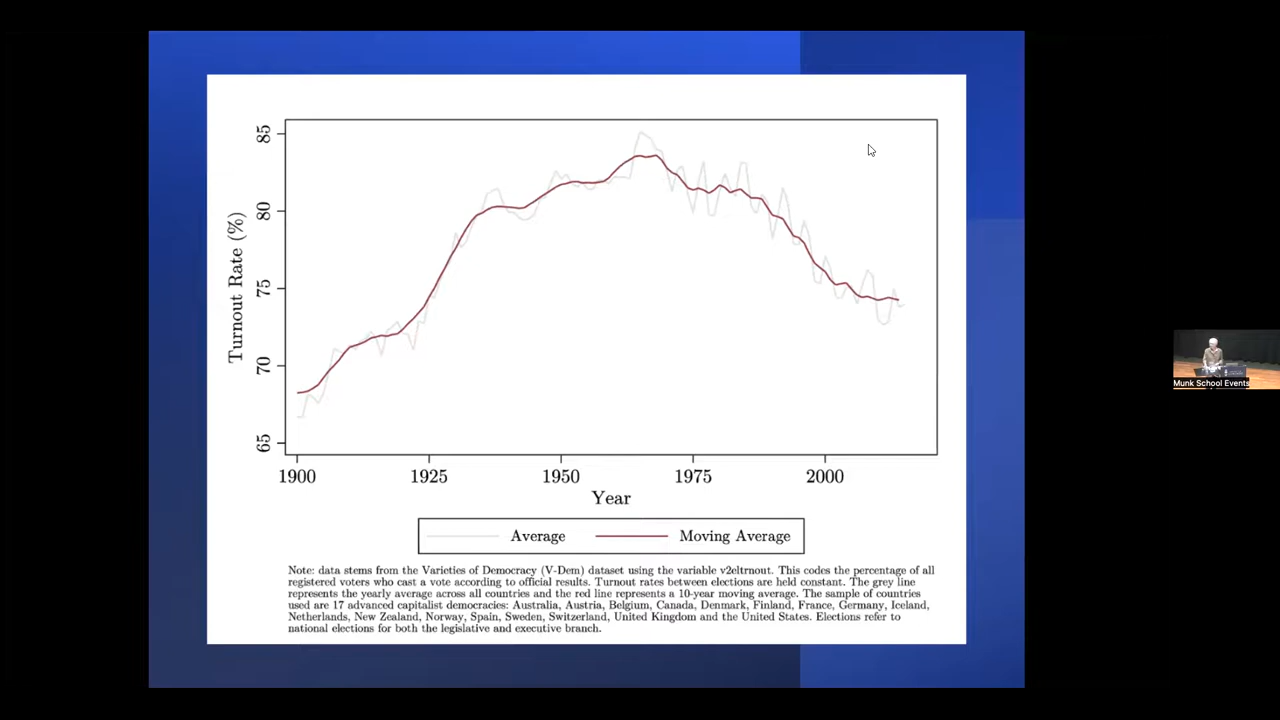 85
80
75
70
65
Turnout Rate (%)
1900 1925 1950 1975 2000
Year
Average Moving Average
Note: data stems from the Varieties of Democracy (V-Dem) dataset using the variable v2eltrnout. This codes the percentage of all
registered voters who cast a vote according to official results. Turnout rates between elections are held constant. The grey line
represents the yearly average across all countries and the red line represents a 10-year moving average. The sample of countries
used are 17 advanced capitalist democracies: Australia, Austria, Belgium, Canada, Denmark, Finland, France, Germany, Iceland,
Netherlands, New Zealand, Norway, Spain, Sweden, Switzerland, United Kingdom and the United States. Elections refer to
national elections for both the legislative and executive branch.
Munk School Events